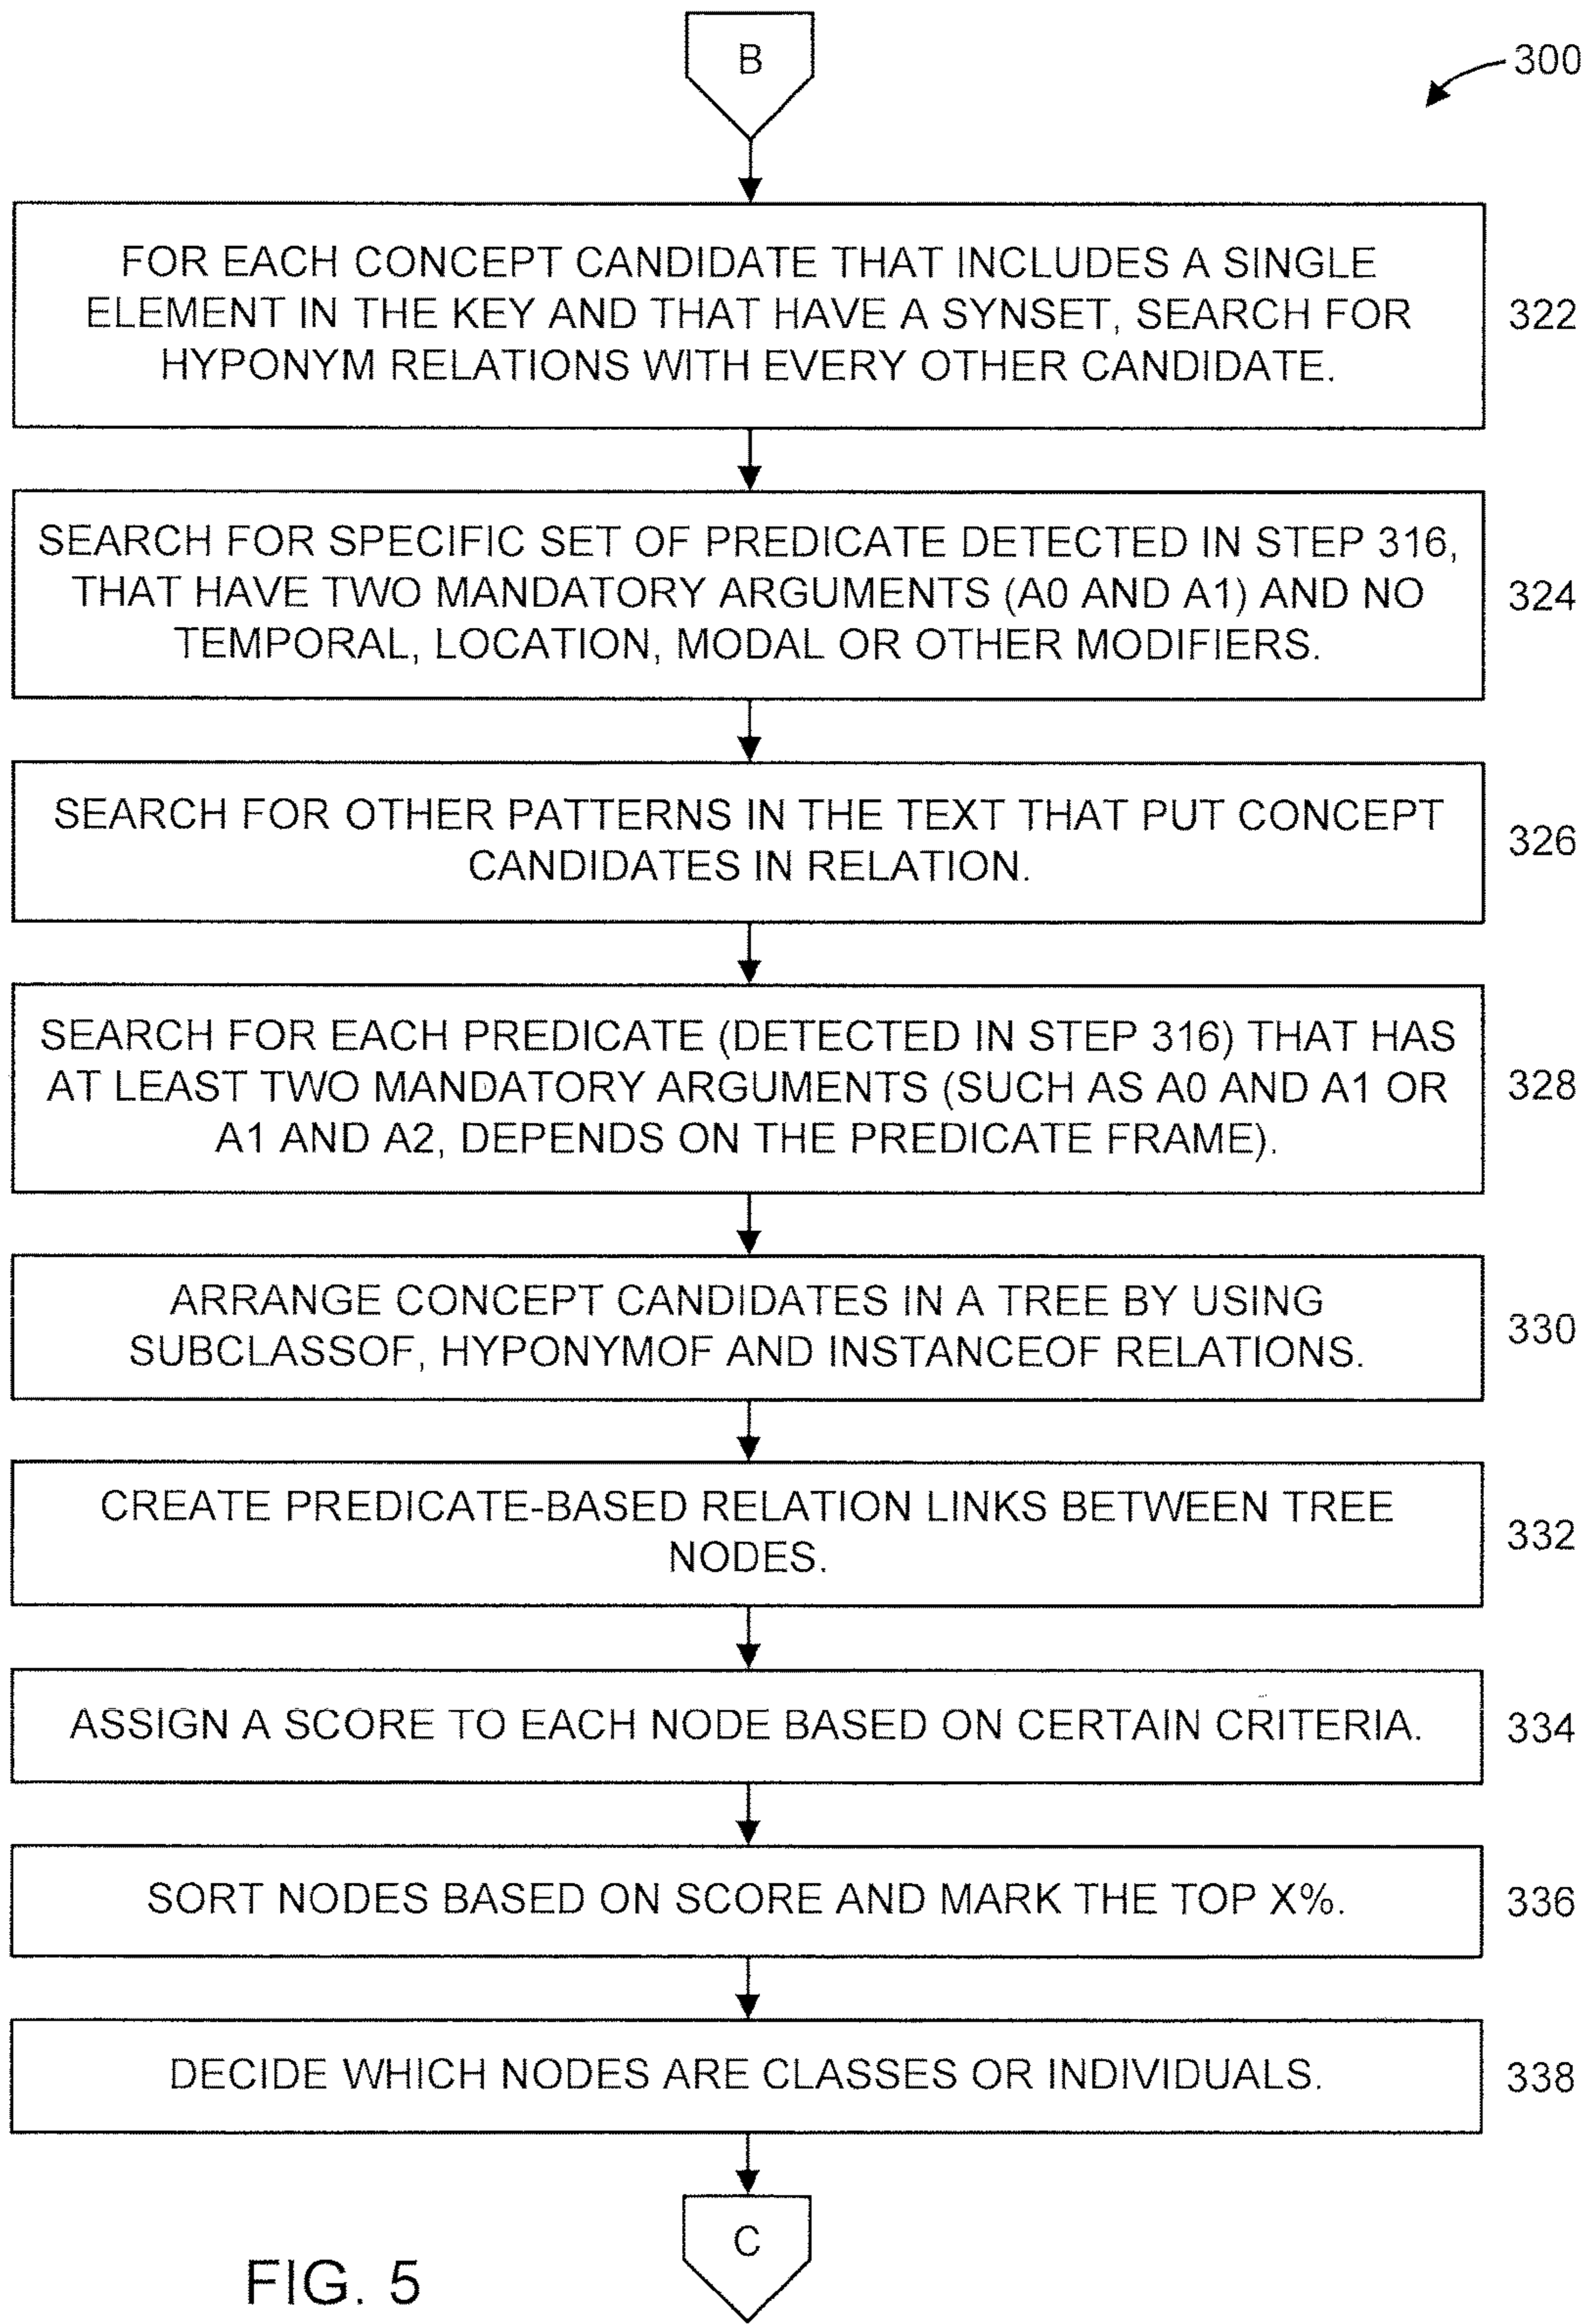 B
300
FOR EACH CONCEPT CANDIDATE THAT INCLUDES A SINGLE
ELEMENT IN THE KEY AND THAT HAVE A SYNSET, SEARCH FOR
HYPONYM RELATIONS WITH EVERY OTHER CANDIDATE.
322
SEARCH FOR SPECIFIC SET OF PREDICATE DETECTED IN STEP 316,
THAT HAVE TWO MANDATORY ARGUMENTS (A0 AND A1) AND NO
TEMPORAL, LOCATION, MODAL OR OTHER MODIFIERS.
324
SEARCH FOR OTHER PATTERNS IN THE TEXT THAT PUT CONCEPT
CANDIDATES IN RELATION.
326
SEARCH FOR EACH PREDICATE (DETECTED IN STEP 316) THAT HAS
AT LEAST TWO MANDATORY ARGUMENTS (SUCH AS A0 AND A1 OR
A1 AND A2, DEPENDS ON THE PREDICATE FRAME).
328
ARRANGE CONCEPT CANDIDATES IN A TREE BY USING
SUBCLASSOF, HYPONYMOF AND INSTANCEOF RELATIONS.
330
CREATE PREDICATE-BASED RELATION LINKS BETWEEN TREE
NODES.
332
ASSIGN A SCORE TO EACH NODE BASED ON CERTAIN CRITERIA.
334
SORT NODES BASED ON SCORE AND MARK THE TOP X%.
336
DECIDE WHICH NODES ARE CLASSES OR INDIVIDUALS.
338
C
FIG. 5